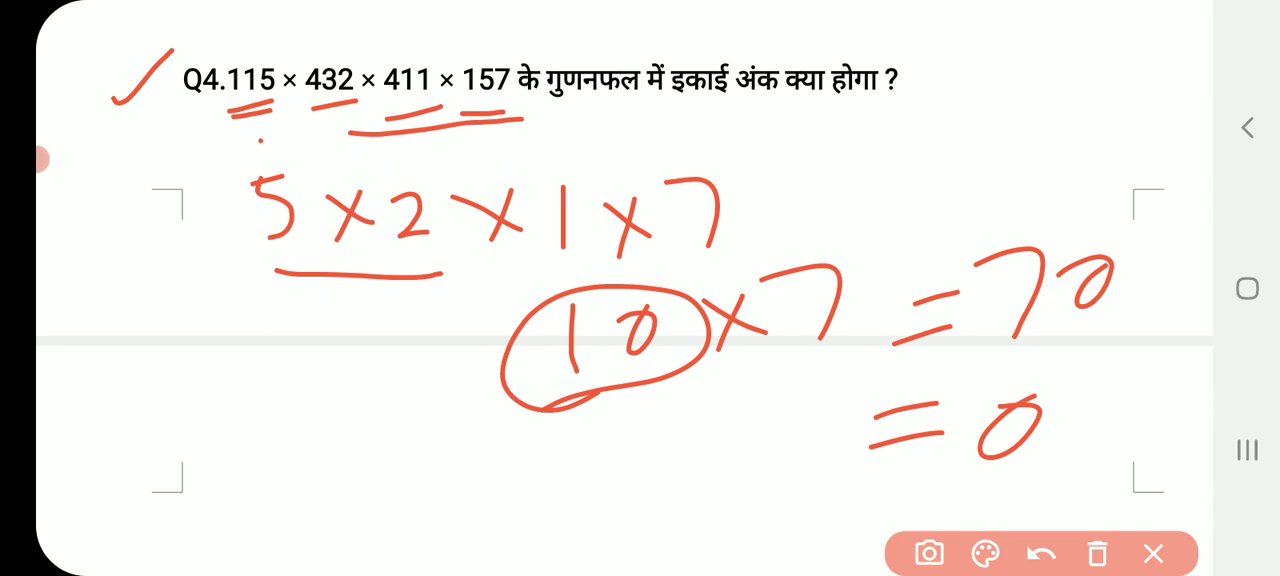 Q4.115 × 432 × 411 × 157 के गुणनफल में इकाई अंक क्या होगा ?
5 × 2 × 1 × 7
10 × 7 = 70
= 0